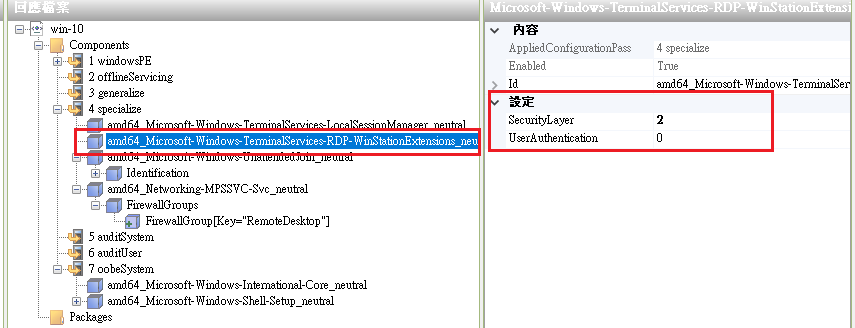 回應檔案
win-10
Components
1 windowsPE
2 offlineServicing
3 generalize
4 specialize
amd64_Microsoft-Windows-TerminalServices-LocalSessionManager_neutral
amd64_Microsoft-Windows-TerminalServices-RDP-WinStationExtensions_neu
amd64_Microsoft-Windows-UnattendedJoin_neutral
Identification
amd64_Networking-MPSSVC-Svc_neutral
FirewallGroups
FirewallGroup[Key="RemoteDesktop"]
5 auditSystem
6 auditUser
7 oobeSystem
amd64_Microsoft-Windows-International-Core_neutral
amd64_Microsoft-Windows-Shell-Setup_neutral
Packages
Microsoft-Windows-TerminalServices-RDP-WinStationExtensi
內容
AppliedConfigurationPass 4 specialize
Enabled True
Id amd64_Microsoft-Windows-TerminalSer
設定
SecurityLayer 2
UserAuthentication 0